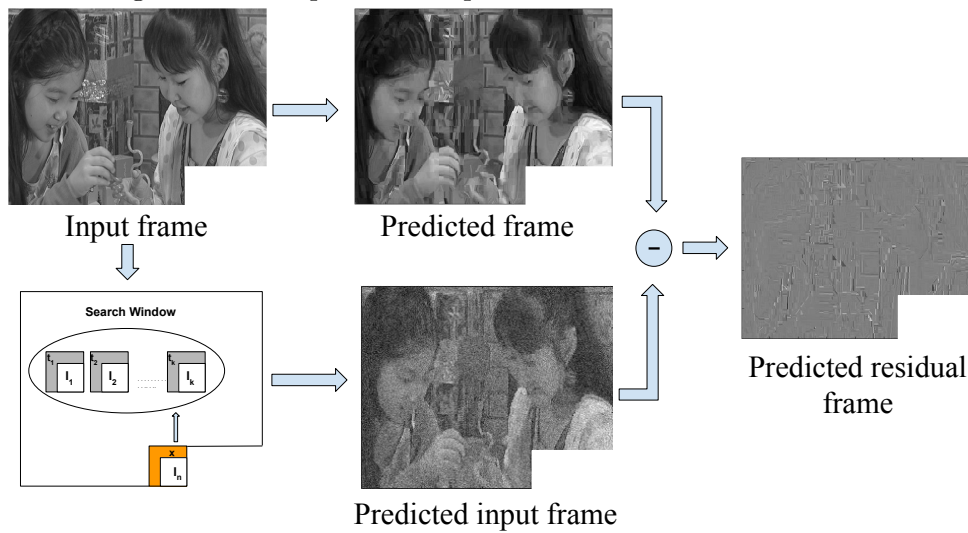 Input frame
Predicted frame
Search Window
t1
t2
tk
I1
I2
............
Ik
x
In
Predicted input frame
−
Predicted residual
frame